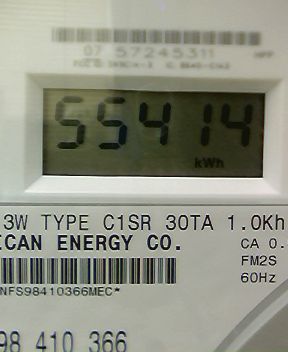 07 57245311
55414
kWh
3W TYPE C1SR 30TA 1.0Kh
ECAN ENERGY CO.
CA 0.
FM2S
60Hz
NFS98410366MEC*
98 410 366